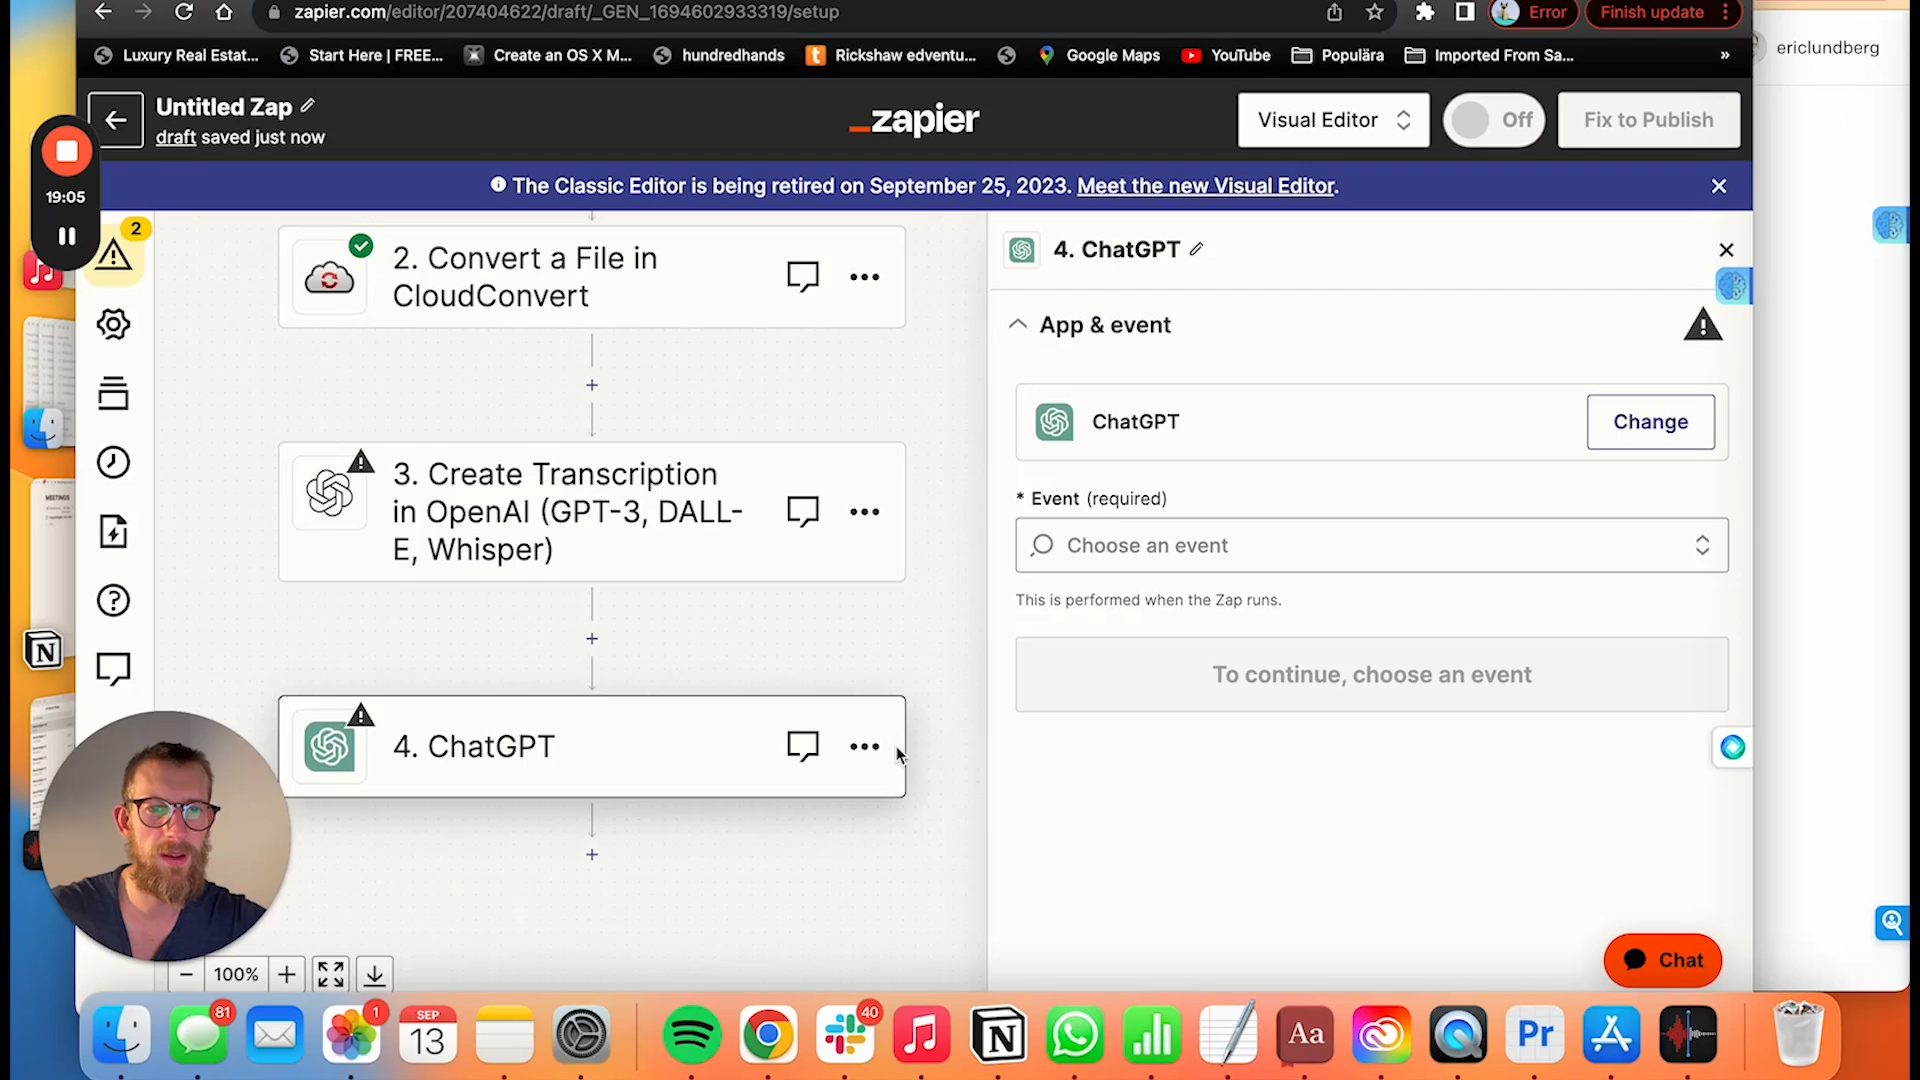 zapier.com/editor/207404622/draft/_GEN_1694602933319/setup
Error
Finish update
Luxury Real Estat...
Start Here | FREE...
Create an OS X M...
hundredhands
Rickshaw edventu...
Google Maps
YouTube
Populära
Imported From Sa...
»
ericlundberg
Untitled Zap
draft saved just now
zapier
Visual Editor
Off
Fix to Publish
19:05
The Classic Editor is being retired on September 25, 2023. Meet the new Visual Editor.
2
2. Convert a File in
CloudConvert
3. Create Transcription
in OpenAI (GPT-3, DALL-
E, Whisper)
4. ChatGPT
100%
4. ChatGPT
App & event
ChatGPT
Change
* Event (required)
Choose an event
This is performed when the Zap runs.
To continue, choose an event
Chat
MEETINGS
81
1
SEP
13
40
Aa
Pr